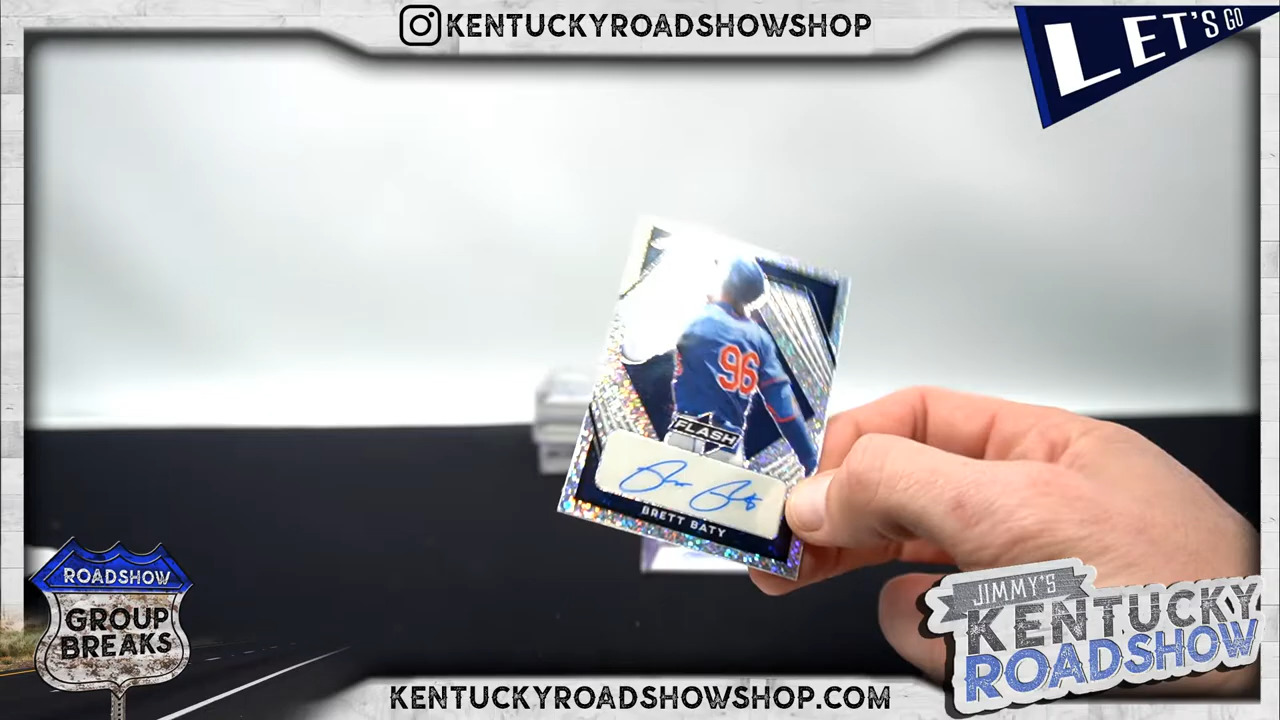 KENTUCKYROADSHOWSHOP
LET'S GO
96
FLASH
BRETT BATY
ROADSHOW
GROUP
BREAKS
JIMMY'S
KENTUCKY
ROADSHOW
KENTUCKYROADSHOWSHOP.COM